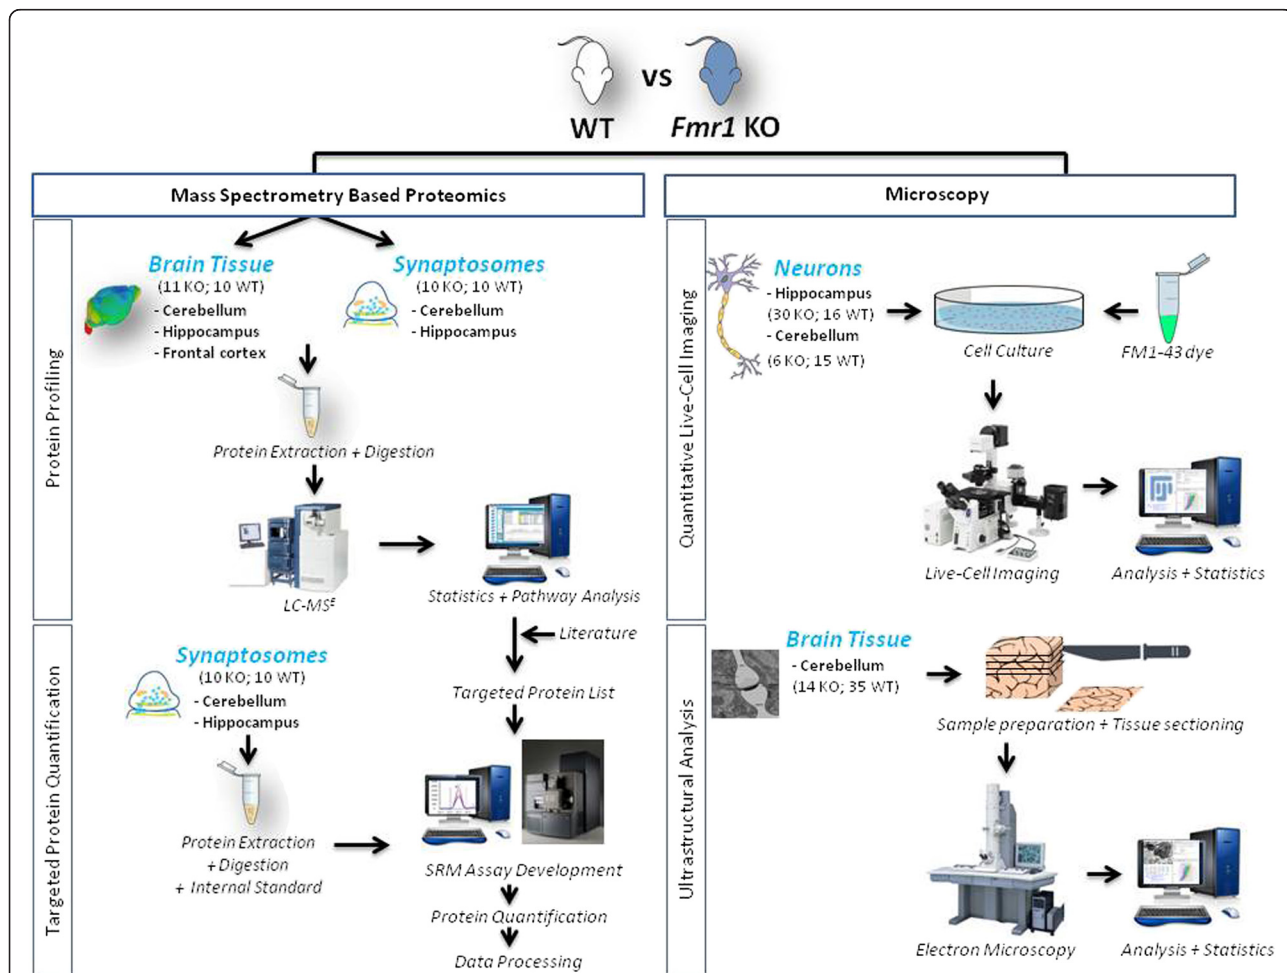 WT
vs
Fmr1 KO
Mass Spectrometry Based Proteomics
Protein Profiling
Brain Tissue
(11 KO; 10 WT)
- Cerebellum
- Hippocampus
- Frontal cortex
Synaptosomes
(10 KO; 10 WT)
- Cerebellum
- Hippocampus
Protein Extraction + Digestion
LC-MSᴱ
Statistics + Pathway Analysis
Literature
Targeted Protein List
Targeted Protein Quantification
Synaptosomes
(10 KO; 10 WT)
- Cerebellum
- Hippocampus
Protein Extraction
+ Digestion
+ Internal Standard
SRM Assay Development
Protein Quantification
Data Processing
Microscopy
Quantitative Live-Cell Imaging
Neurons
- Hippocampus
(30 KO; 16 WT)
- Cerebellum
(6 KO; 15 WT)
Cell Culture
FM1-43 dye
Live-Cell Imaging
Analysis + Statistics
Ultrastructural Analysis
Brain Tissue
- Cerebellum
(14 KO; 35 WT)
Sample preparation + Tissue sectioning
Electron Microscopy
Analysis + Statistics